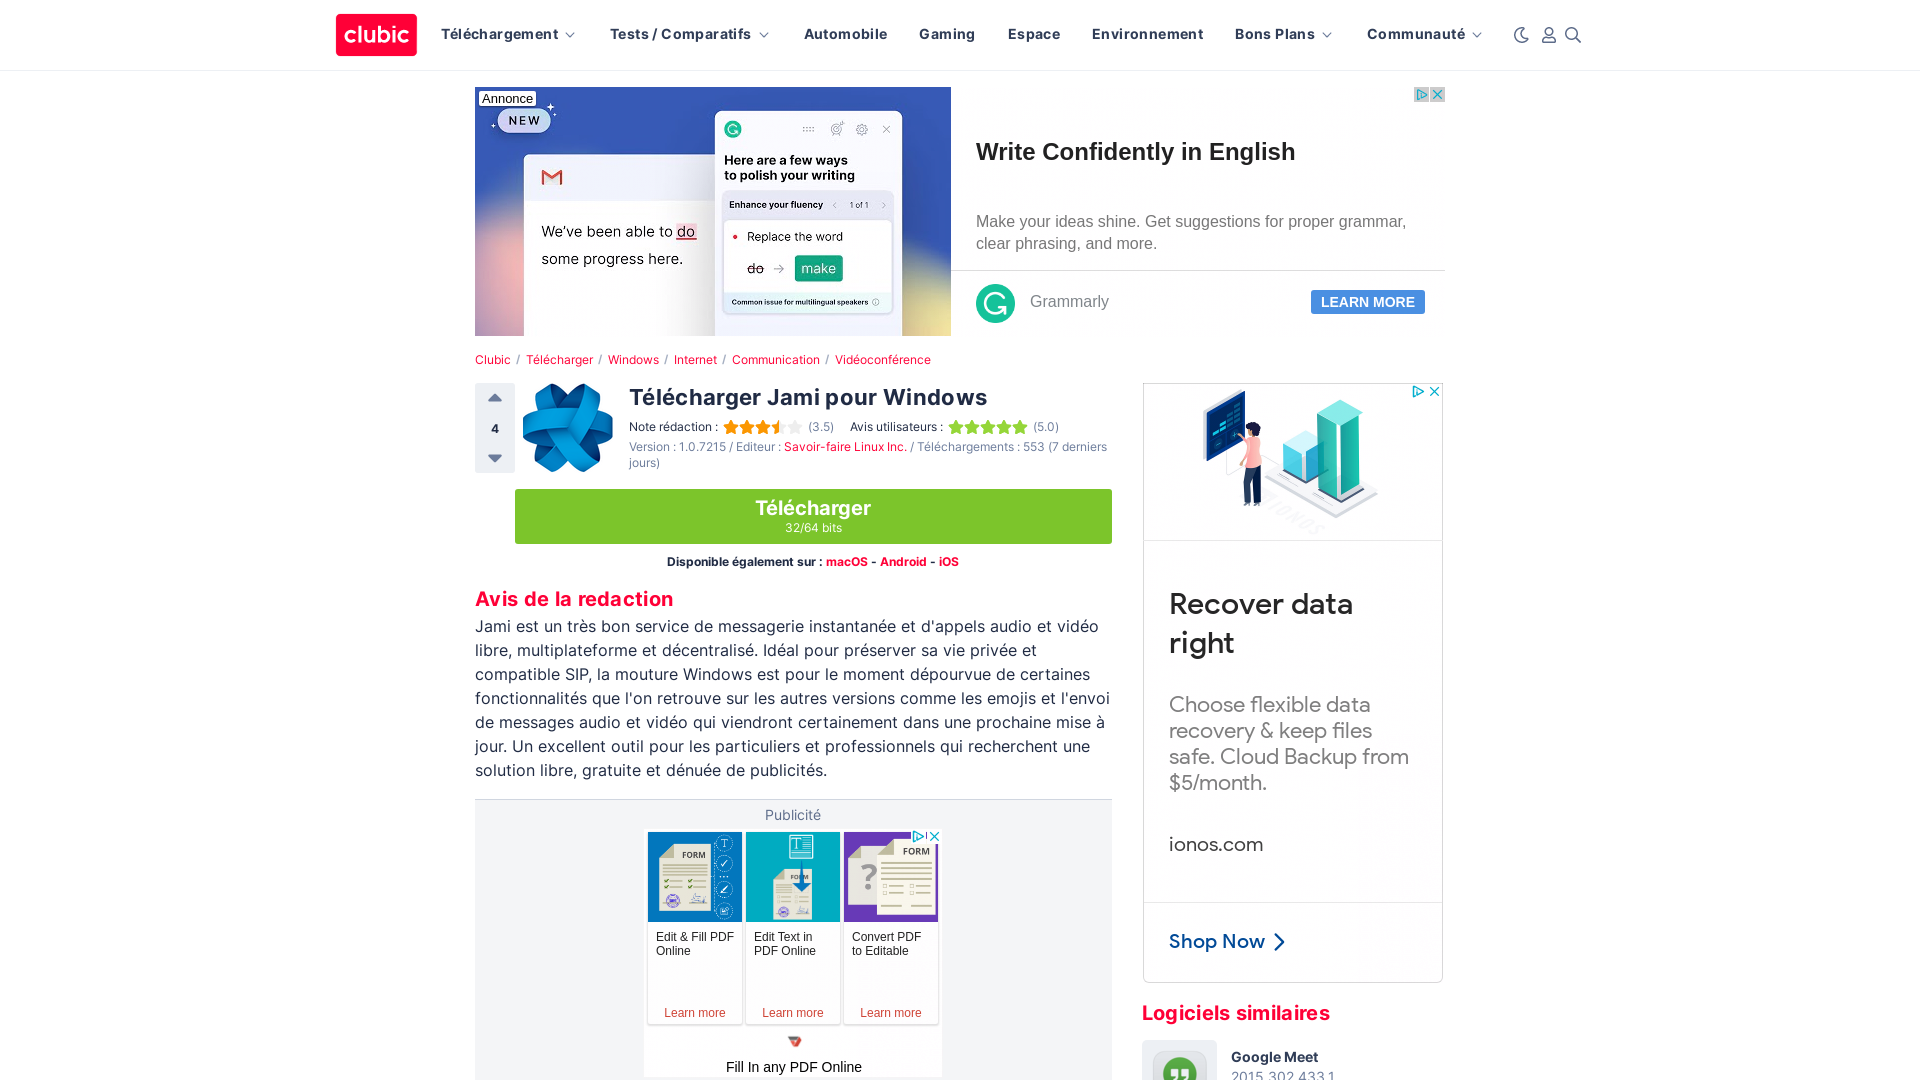 clubic
Téléchargement
Tests / Comparatifs
Automobile
Gaming
Espace
Environnement
Bons Plans
Communauté
Annonce
NEW
We've been able to do
some progress here.
Here are a few ways
to polish your writing
Enhance your fluency
1 of 1
Replace the word
do → make
Common issue for multilingual speakers
Write Confidently in English
Make your ideas shine. Get suggestions for proper grammar,
clear phrasing, and more.
Grammarly
LEARN MORE
Clubic / Télécharger / Windows / Internet / Communication / Vidéoconférence
4
Télécharger Jami pour Windows
Note rédaction : (3.5) Avis utilisateurs : (5.0)
Version : 1.0.7215 / Editeur : Savoir-faire Linux Inc. / Téléchargements : 553 (7 derniers
jours)
Télécharger
32/64 bits
Disponible également sur : macOS - Android - iOS
Avis de la redaction
Jami est un très bon service de messagerie instantanée et d'appels audio et vidéo
libre, multiplateforme et décentralisé. Idéal pour préserver sa vie privée et
compatible SIP, la mouture Windows est pour le moment dépourvue de certaines
fonctionnalités que l'on retrouve sur les autres versions comme les emojis et l'envoi
de messages audio et vidéo qui viendront certainement dans une prochaine mise à
jour. Un excellent outil pour les particuliers et professionnels qui recherchent une
solution libre, gratuite et dénuée de publicités.
Publicité
FORM
FORM
FORM
Edit & Fill PDF
Online
Learn more
Edit Text in
PDF Online
Learn more
Convert PDF
to Editable
Learn more
Fill In any PDF Online
IONOS
Recover data
right
Choose flexible data
recovery & keep files
safe. Cloud Backup from
$5/month.
ionos.com
Shop Now
Logiciels similaires
Google Meet
2015.302.433.1